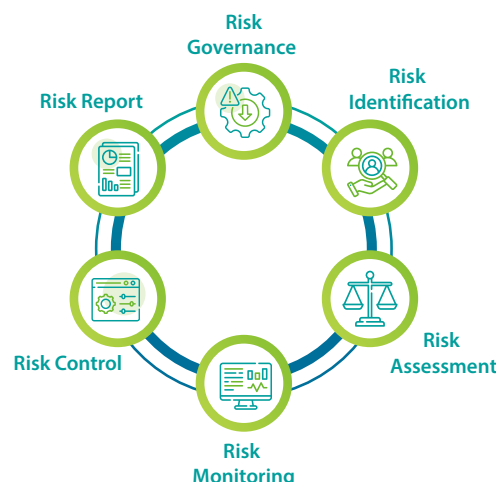 Risk
Governance
Risk
Identification
Risk
Assessment
Risk
Monitoring
Risk Control
Risk Report